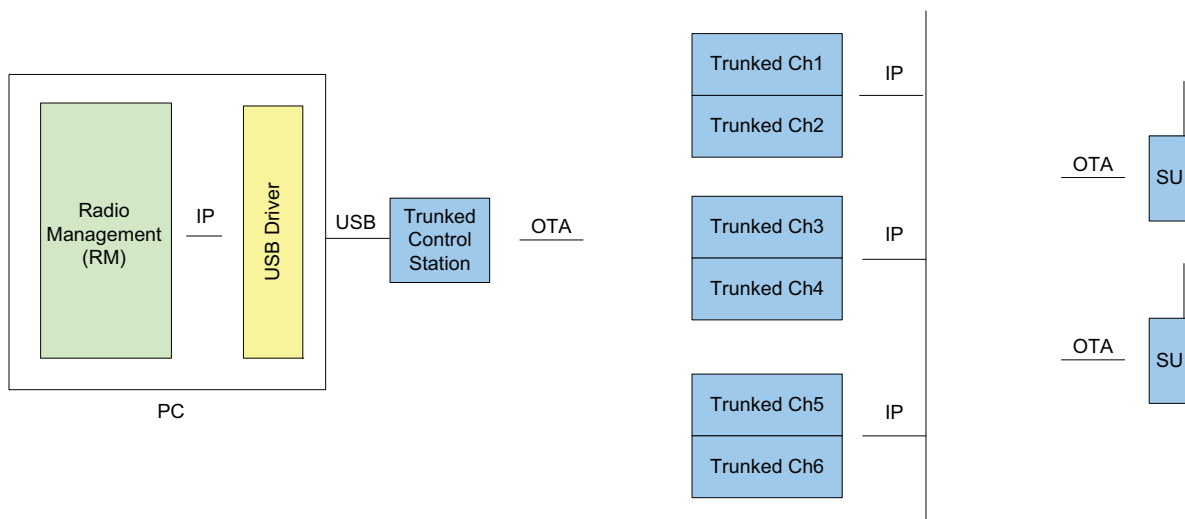 Radio
Management
(RM)
IP
USB Driver
PC
USB
Trunked
Control
Station
OTA
Trunked Ch1
Trunked Ch2
IP
Trunked Ch3
Trunked Ch4
IP
Trunked Ch5
Trunked Ch6
IP
OTA
SU
OTA
SU